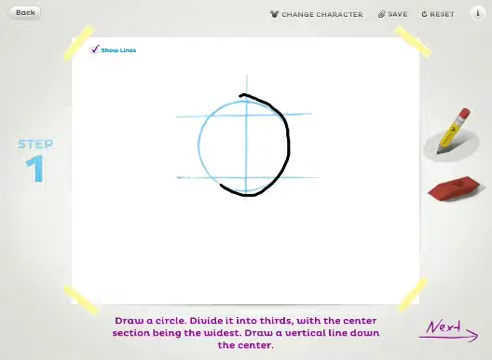 Back
CHANGE CHARACTER
SAVE
RESET
i
Show Lines
STEP
1
Draw a circle. Divide it into thirds, with the center
section being the widest. Draw a vertical line down
the center.
Next